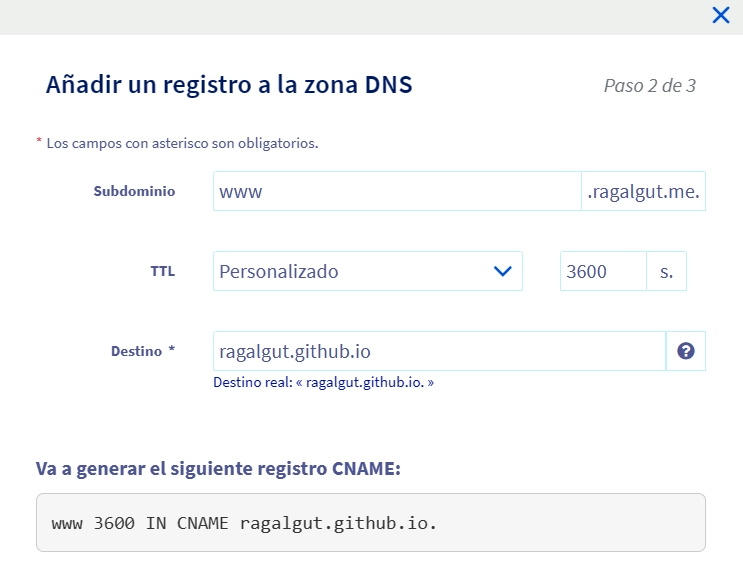 Añadir un registro a la zona DNS
Paso 2 de 3
* Los campos con asterisco son obligatorios.
Subdominio www .ragalgut.me.
TTL Personalizado 3600 s.
Destino * ragalgut.github.io ?
Destino real: « ragalgut.github.io. »
Va a generar el siguiente registro CNAME:
www 3600 IN CNAME ragalgut.github.io.